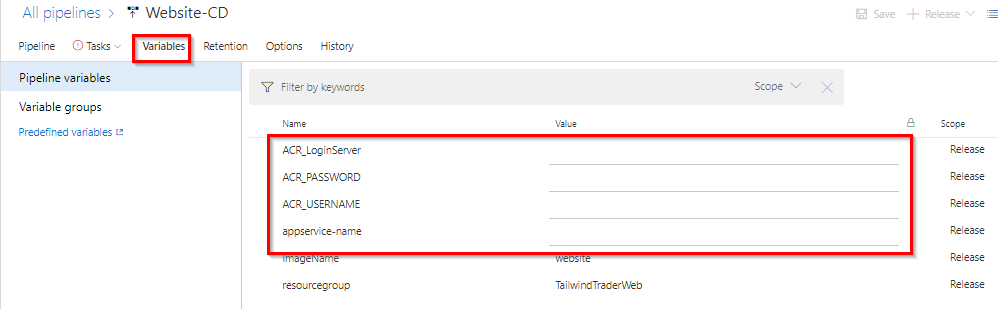 All pipelines > Website-CD
Save + Release
Pipeline Tasks Variables Retention Options History
Pipeline variables
Variable groups
Predefined variables
Filter by keywords Scope
Name Value Scope
ACR_LoginServer Release
ACR_PASSWORD Release
ACR_USERNAME Release
appservice-name Release
imageName website Release
resourcegroup TailwindTraderWeb Release